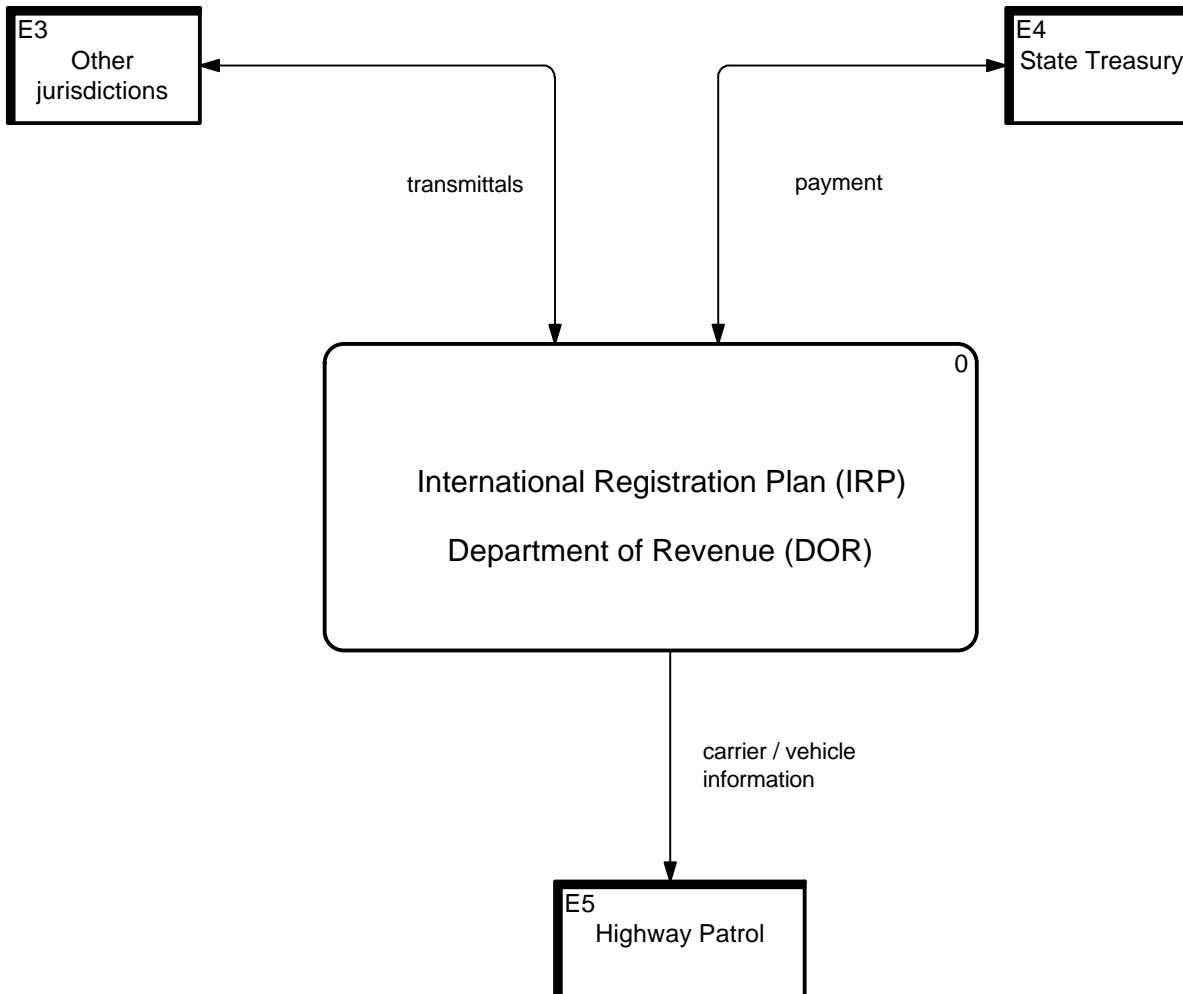 E3
Other
jurisdictions
E4
State Treasury
transmittals
payment
0
International Registration Plan (IRP)
Department of Revenue (DOR)
carrier / vehicle
information
E5
Highway Patrol